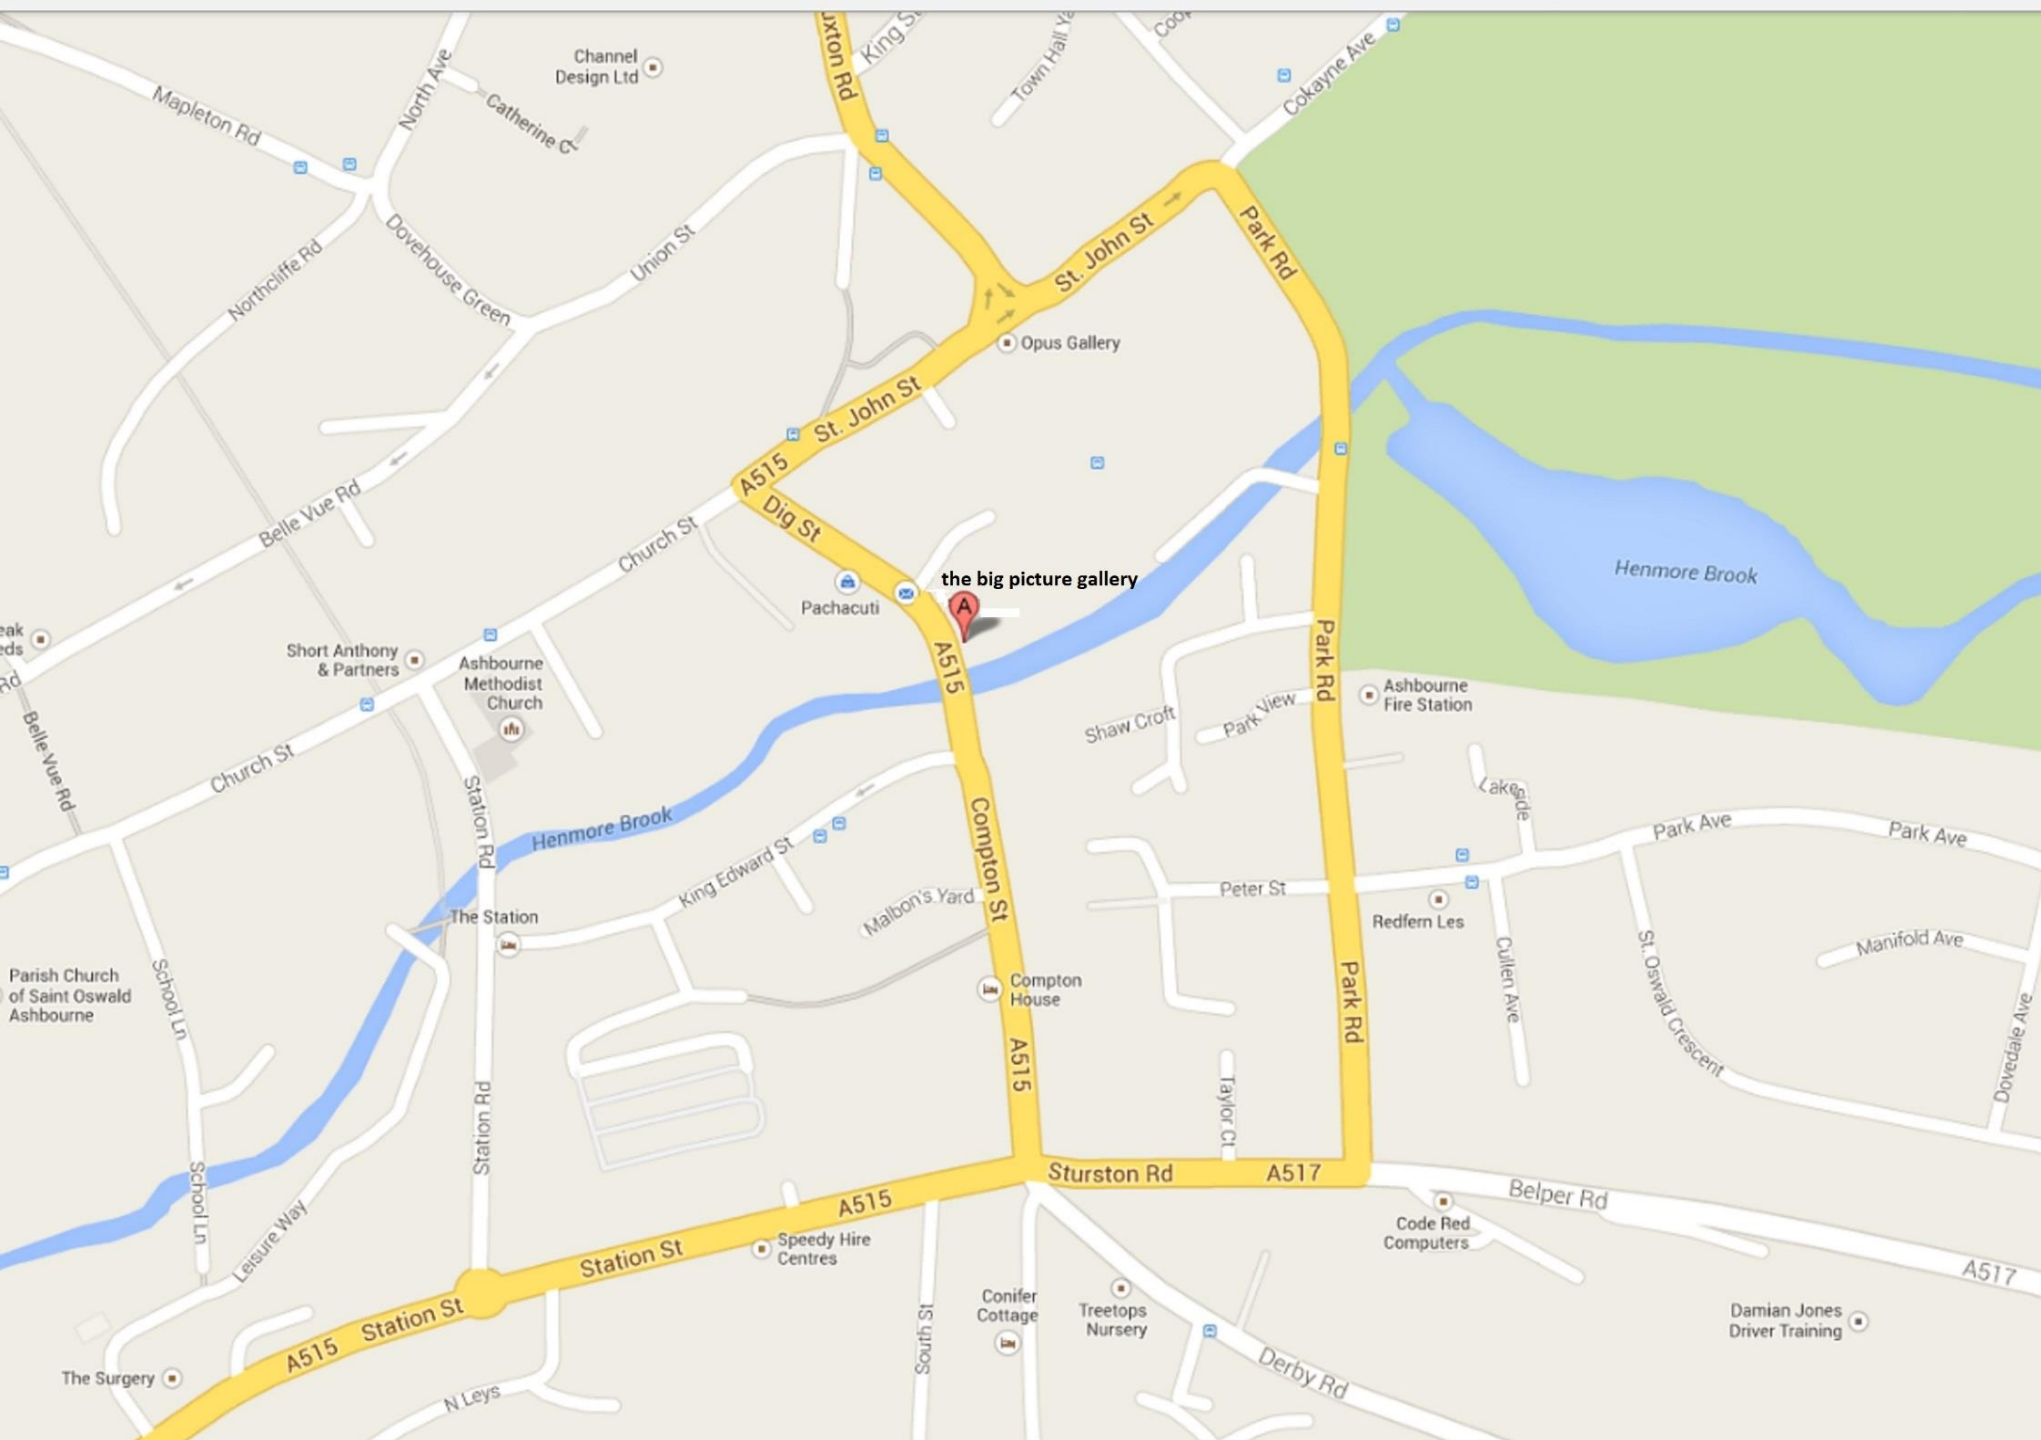 uxton Rd
King S
Town Hall Ya
Coop
Cokayne Ave
Channel
Design Ltd
North Ave
Mapleton Rd
Catherine Ct
Northcliffe Rd
Dovehouse Green
Union St
St. John St
Park Rd
Opus Gallery
St. John St
A515
Dig St
Belle Vue Rd
Church St
the big picture gallery
A
Pachacuti
Henmore Brook
eak
eds
Rd
Short Anthony
& Partners
Ashbourne
Methodist
Church
A515
Park Rd
Ashbourne
Fire Station
Shaw Croft
Park View
Belle Vue Rd
Church St
Station Rd
Henmore Brook
Compton St
Lakeside
Park Ave
Park Ave
King Edward St
Malbon's Yard
Peter St
Redfern Les
The Station
Manifold Ave
Cullen Ave
St. Oswald Crescent
Parish Church
of Saint Oswald
Ashbourne
School Ln
Compton
House
Park Rd
A515
Dovedale Ave
Station Rd
Taylor Ct
School Ln
Sturston Rd
A517
Belper Rd
A515
Leisure Way
Station St
Speedy Hire
Centres
Code Red
Computers
A517
Station St
A515
South St
Conifer
Cottage
Treetops
Nursery
Damian Jones
Driver Training
The Surgery
N Leys
Derby Rd